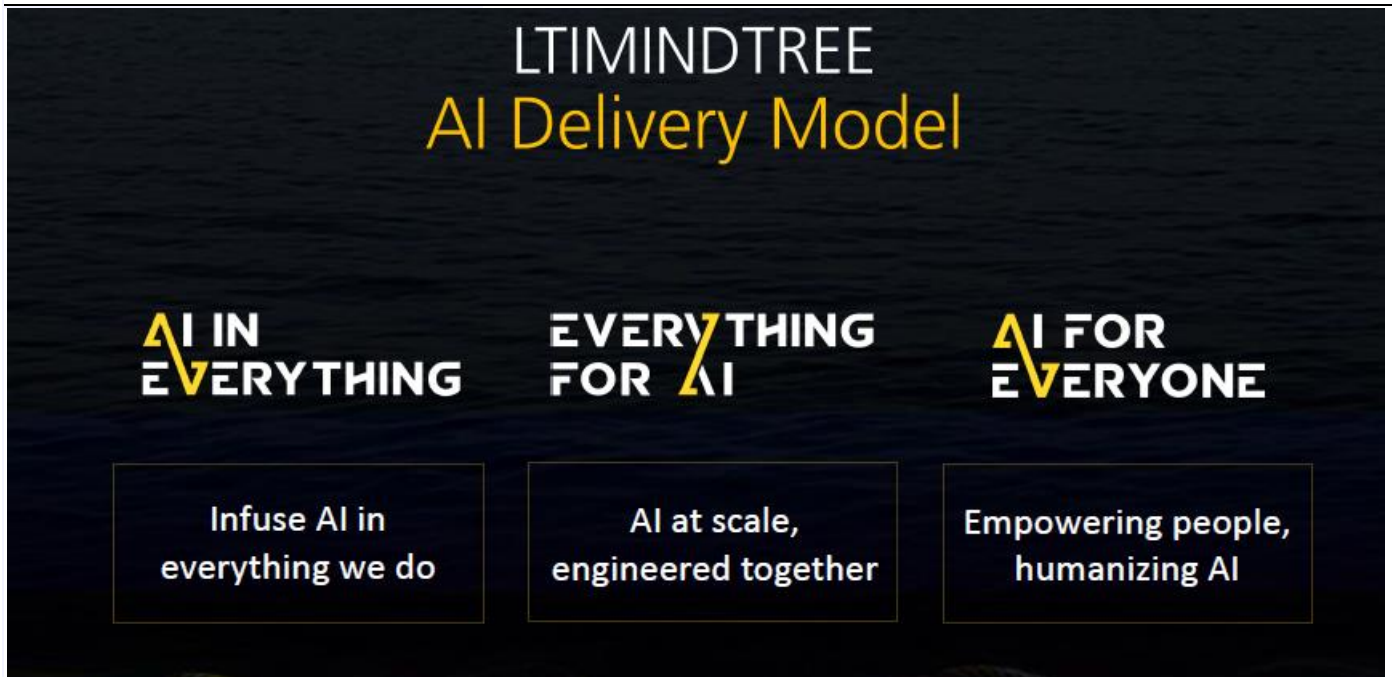 LTIMINDTREE
AI Delivery Model
AI IN
EVERYTHING
EVERYTHING
FOR AI
AI FOR
EVERYONE
Infuse AI in
everything we do
AI at scale,
engineered together
Empowering people,
humanizing AI